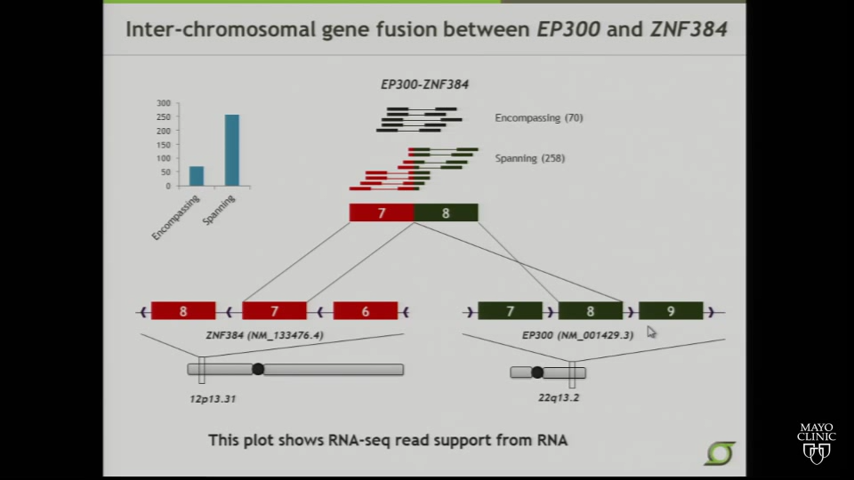 Inter-chromosomal gene fusion between EP300 and ZNF384
EP300-ZNF384
300
250
200
150
100
50
0
Encompassing
Spanning
Encompassing (70)
Spanning (258)
7 8
8 7 6
7 8 9
ZNF384 (NM_133476.4)
EP300 (NM_001429.3)
12p13.31
22q13.2
This plot shows RNA-seq read support from RNA
MAYO
CLINIC